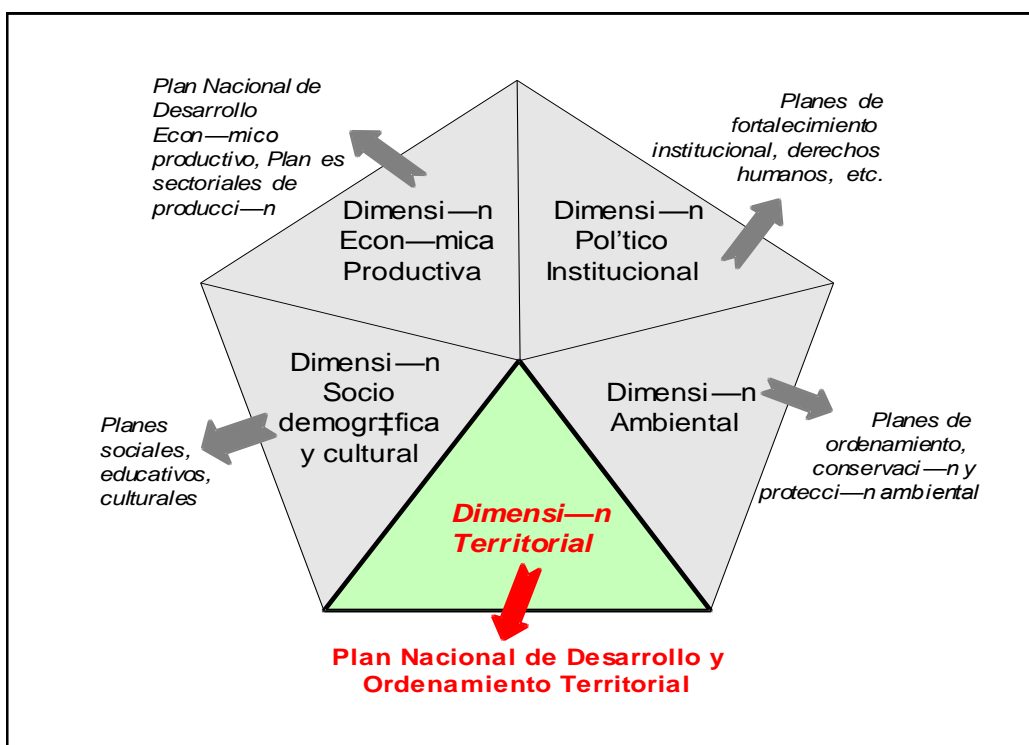 Plan Nacional de
Desarrollo
Econ—mico
productivo, Plan es
sectoriales de
producci—n
Planes de
fortalecimiento
institucional, derechos
humanos, etc.
Dimensi—n
Econ—mica
Productiva
Dimensi—n
Pol'tico
Institucional
Dimensi—n
Socio
demogr‡fica
y cultural
Dimensi—n
Ambiental
Planes
sociales,
educativos,
culturales
Planes de
ordenamiento,
conservaci—n y
protecci—n ambiental
Dimensi—n
Territorial
Plan Nacional de Desarrollo y
Ordenamiento Territorial